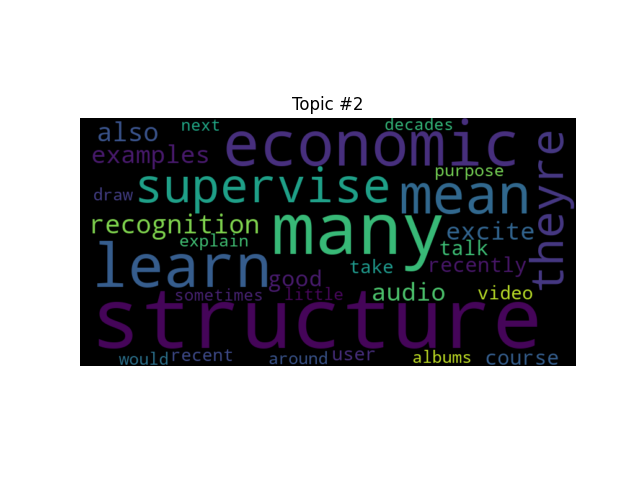 Topic #2
next
decades
also
economic
theyre
examples
purpose
supervise
mean
draw
many
recognition
excite
explain
talk
learn
take
recently
good
structure
sometimes
little
audio
video
would
recent
around
user
albums
course